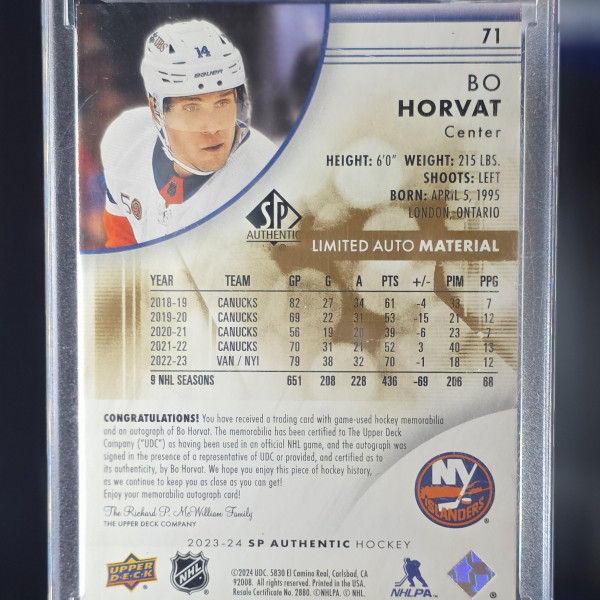 71
14
BAUER
BO
HORVAT
Center
HEIGHT: 6'0" WEIGHT: 215 LBS.
SHOOTS: LEFT
BORN: APRIL 5, 1995
LONDON, ONTARIO
SP
AUTHENTIC
LIMITED AUTO MATERIAL
YEAR TEAM GP G A PTS +/- PIM PPG
2018-19 CANUCKS 82 27 34 61 -4 33 7
2019-20 CANUCKS 69 22 31 53 -15 21 12
2020-21 CANUCKS 56 19 20 39 -6 23 7
2021-22 CANUCKS 70 31 21 52 3 40 13
2022-23 VAN / NYI 79 38 32 70 -1 18 12
9 NHL SEASONS 651 208 228 436 -69 206 68
CONGRATULATIONS! You have received a trading card with game-used hockey memorabilia
and an autograph of Bo Horvat. The memorabilia has been certified to The Upper Deck
Company ("UDC") as having been used in an official NHL game, and the autograph was
signed in the presence of a representative of UDC or provided, and certified as to
its authenticity, by Bo Horvat. We hope you enjoy this piece of hockey history,
as we continue to keep you as close as you can get!
Enjoy your memorabilia autograph card!
The Richard P. McWilliam Family
THE UPPER DECK COMPANY
NY
ISLANDERS
®
2023-24 SP AUTHENTIC HOCKEY
UPPER
DECK
NHL
©2024 UDC. 5830 El Camino Real, Carlsbad, CA
92008. All rights reserved. Printed in the USA.
Resale Certificate No. 2880. ©NHLPA. © NHL.
NHLPA
®